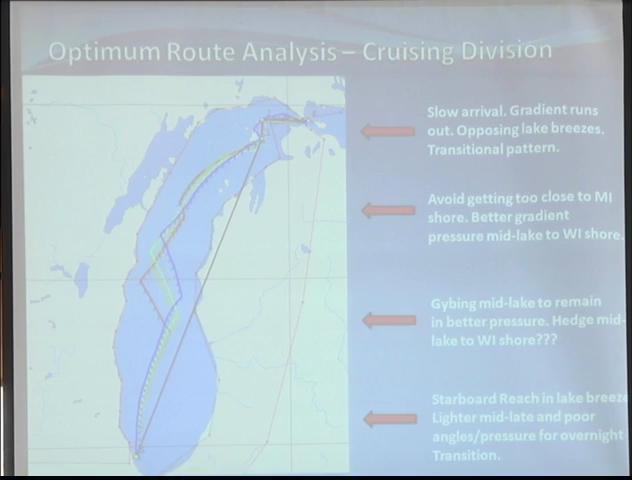 Optimum Route Analysis – Cruising Division
Slow arrival. Gradient runs
out. Opposing lake breezes.
Transitional pattern.
Avoid getting too close to MI
shore. Better gradient
pressure mid-lake to WI shore.
Gybing mid-lake to remain
in better pressure. Hedge mid-
lake to WI shore???
Starboard Reach in lake breeze
Lighter mid-late and poor
angles/pressure for overnight
Transition.